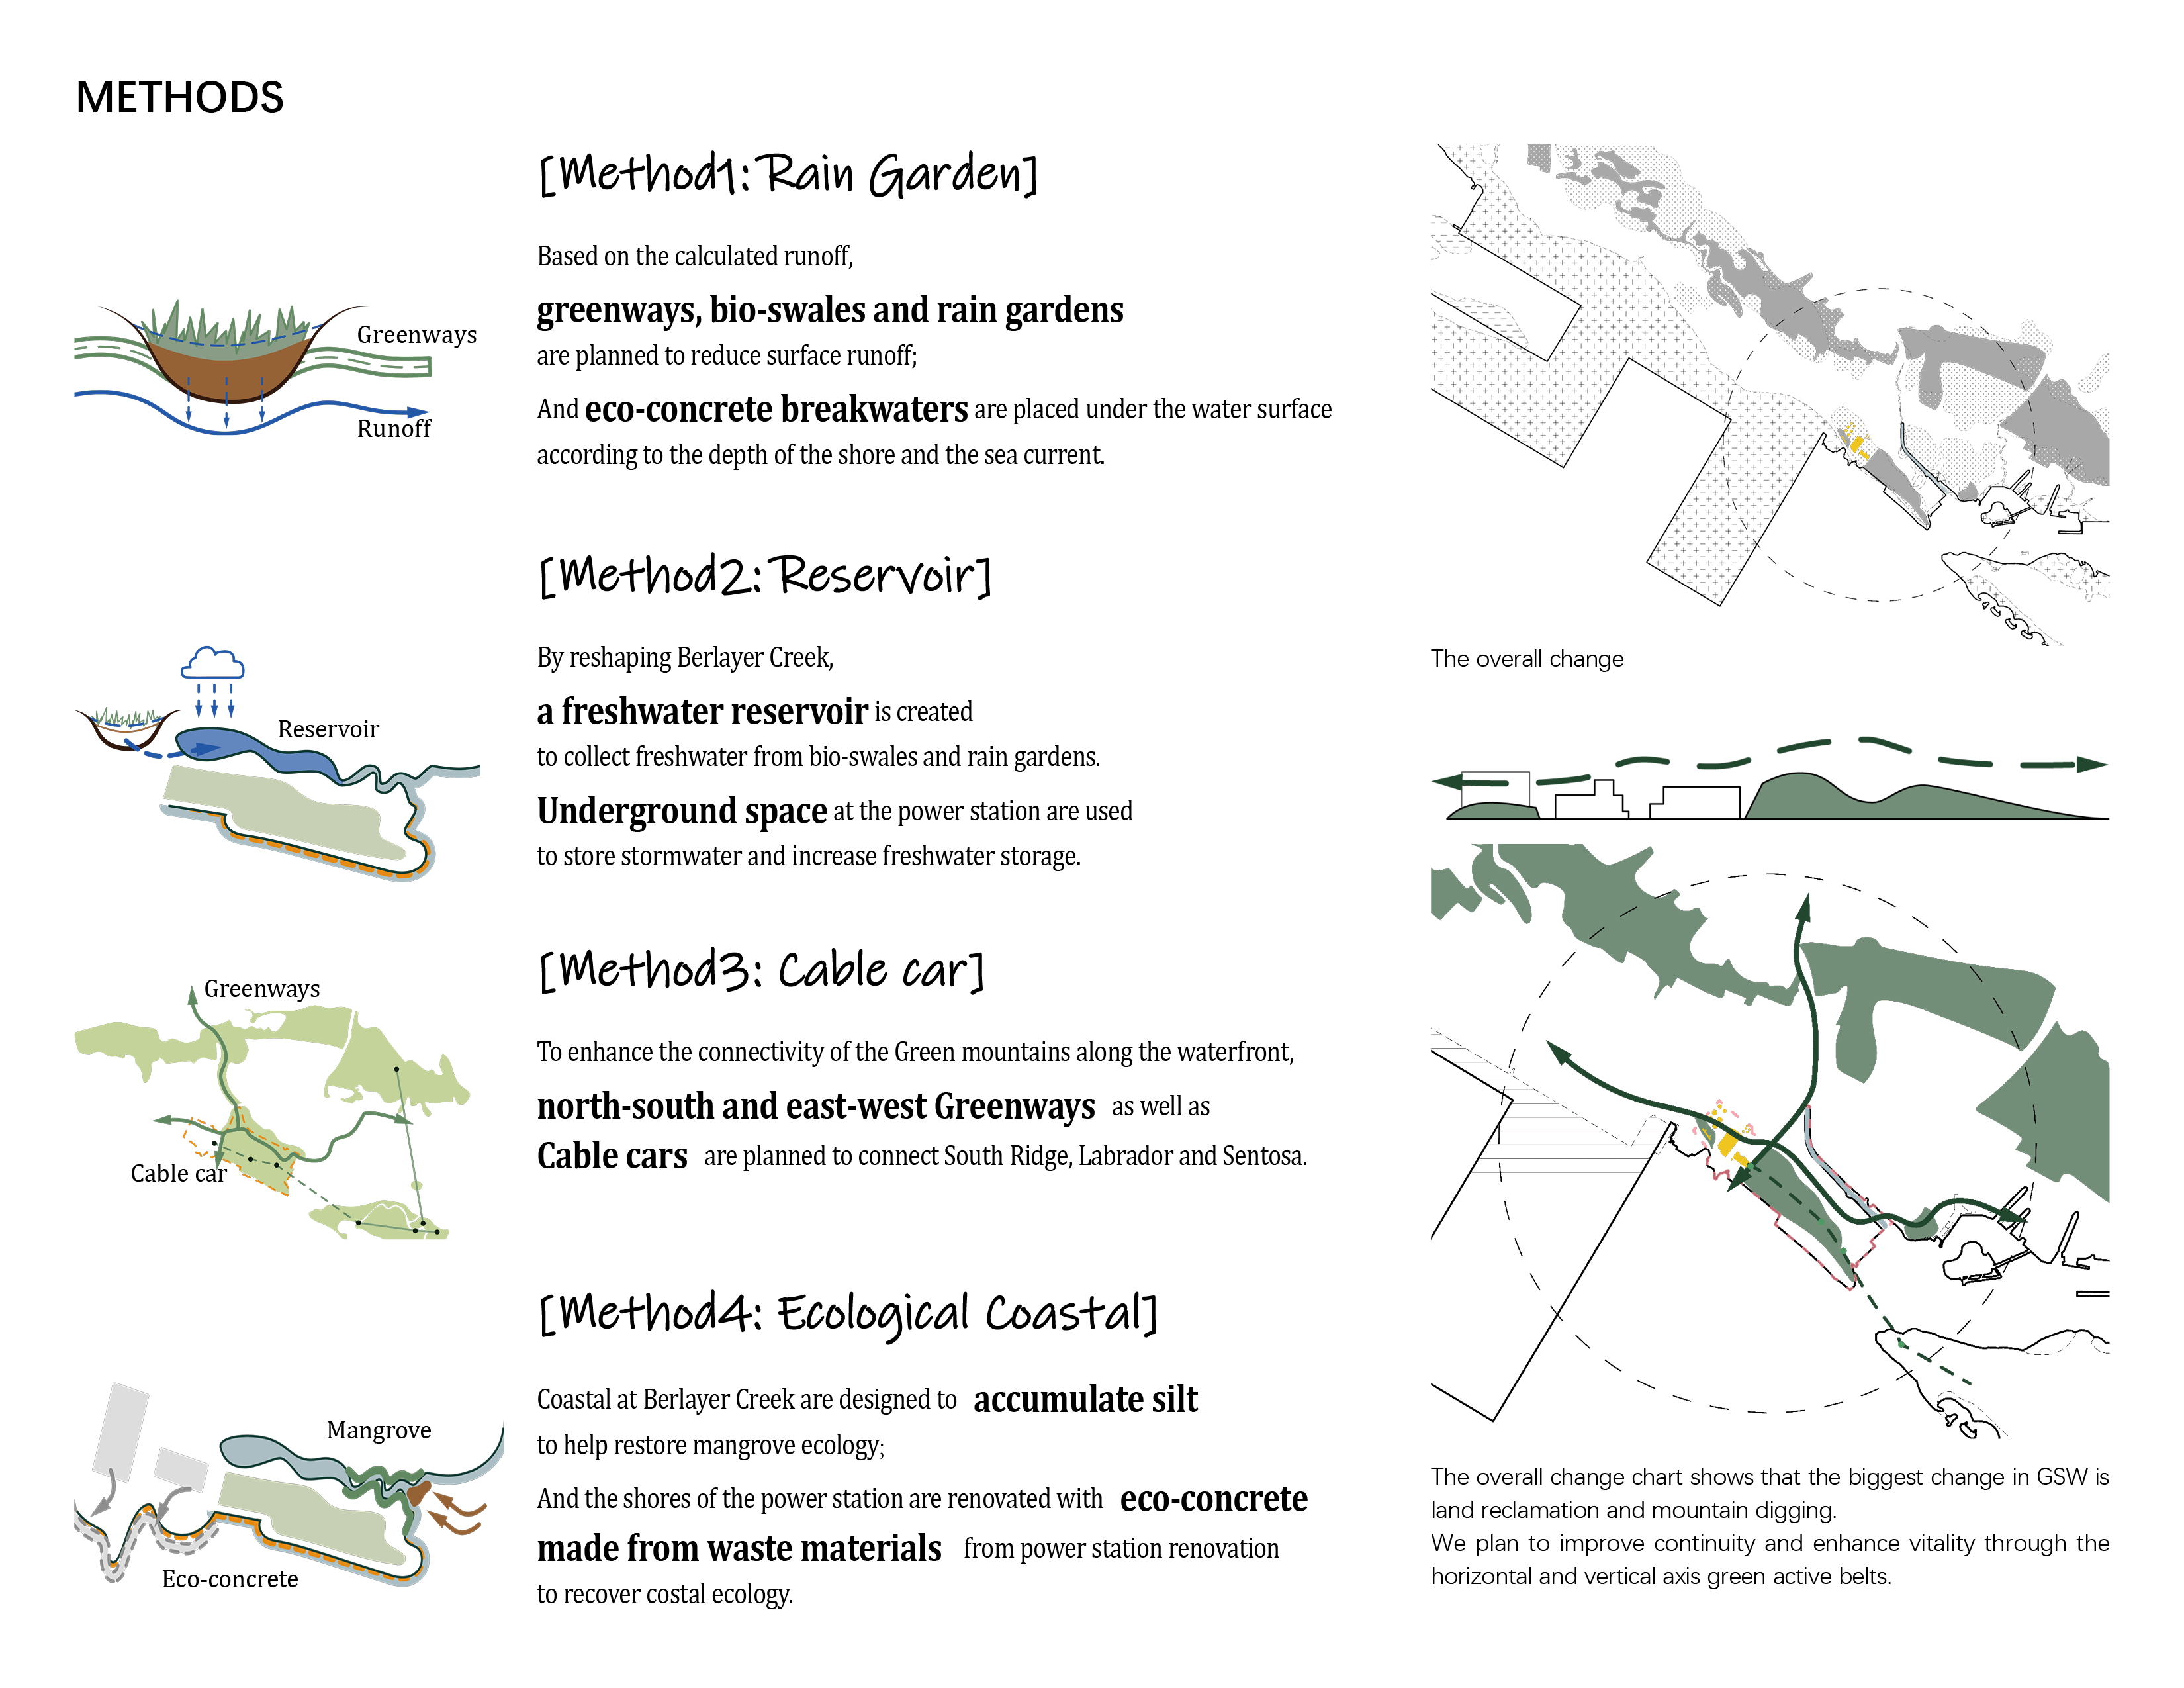 METHODS
[Method1: Rain Garden]
Based on the calculated runoff,
greenways, bio-swales and rain gardens
are planned to reduce surface runoff;
And eco-concrete breakwaters are placed under the water surface
according to the depth of the shore and the sea current.
Greenways
Runoff
[Method2: Reservoir]
By reshaping Berlayer Creek,
a freshwater reservoir is created
to collect freshwater from bio-swales and rain gardens.
Underground space at the power station are used
to store stormwater and increase freshwater storage.
Reservoir
[Method3: Cable car]
To enhance the connectivity of the Green mountains along the waterfront,
north-south and east-west Greenways as well as
Cable cars are planned to connect South Ridge, Labrador and Sentosa.
Greenways
Cable car
[Method4: Ecological Coastal]
Coastal at Berlayer Creek are designed to accumulate silt
to help restore mangrove ecology;
And the shores of the power station are renovated with eco-concrete
made from waste materials from power station renovation
to recover costal ecology.
Mangrove
Eco-concrete
The overall change
The overall change chart shows that the biggest change in GSW is
land reclamation and mountain digging.
We plan to improve continuity and enhance vitality through the
horizontal and vertical axis green active belts.